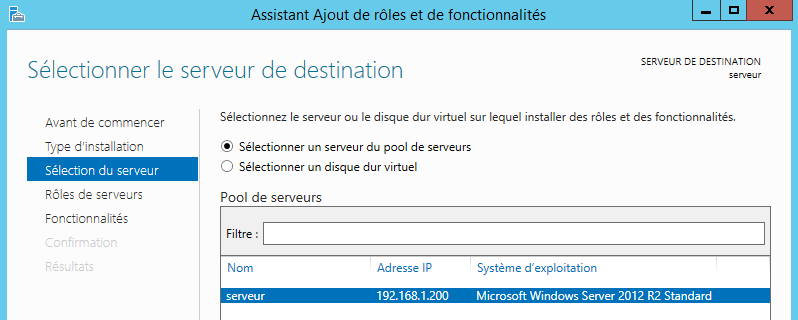 Assistant Ajout de rôles et de fonctionnalités
Sélectionner le serveur de destination
SERVEUR DE DESTINATION
serveur
Avant de commencer
Type d'installation
Sélection du serveur
Rôles de serveurs
Fonctionnalités
Confirmation
Résultats
Sélectionnez le serveur ou le disque dur virtuel sur lequel installer des rôles et des fonctionnalités.
Sélectionner un serveur du pool de serveurs
Sélectionner un disque dur virtuel
Pool de serveurs
Filtre :
Nom Adresse IP Système d'exploitation
serveur 192.168.1.200 Microsoft Windows Server 2012 R2 Standard